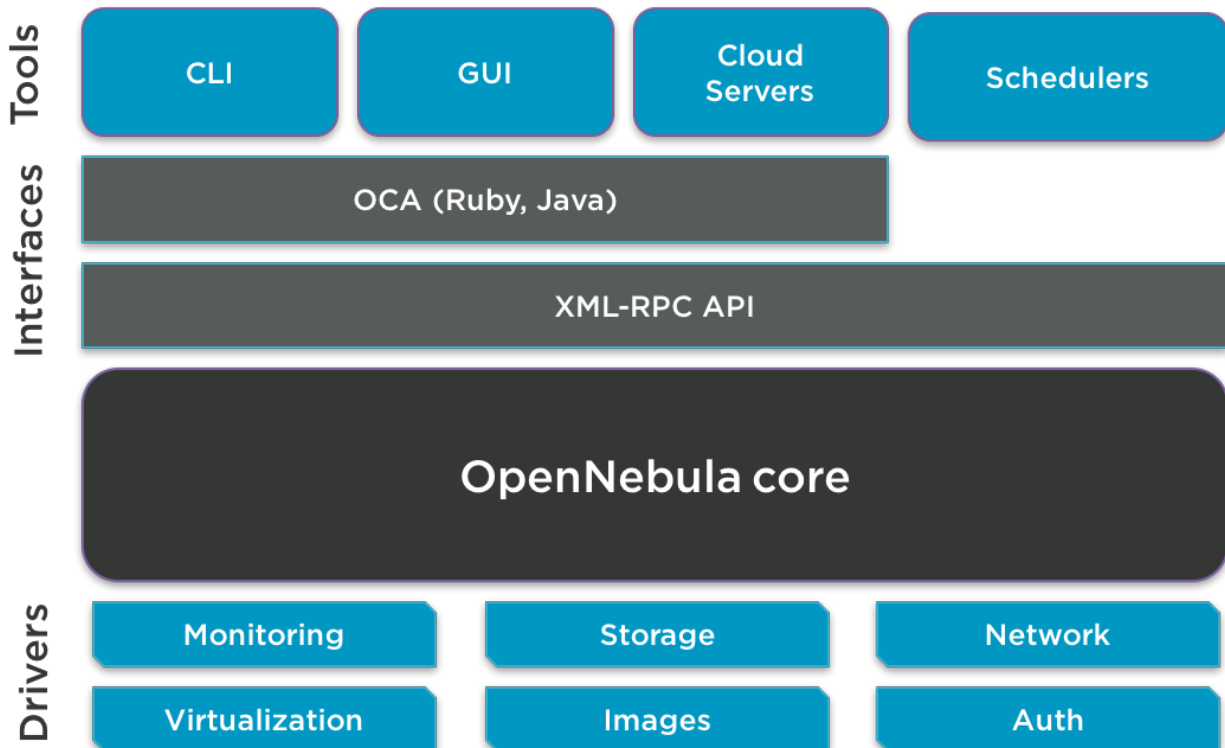 Tools
CLI
GUI
Cloud
Servers
Schedulers
Interfaces
OCA (Ruby, Java)
XML-RPC API
OpenNebula core
Drivers
Monitoring
Storage
Network
Virtualization
Images
Auth